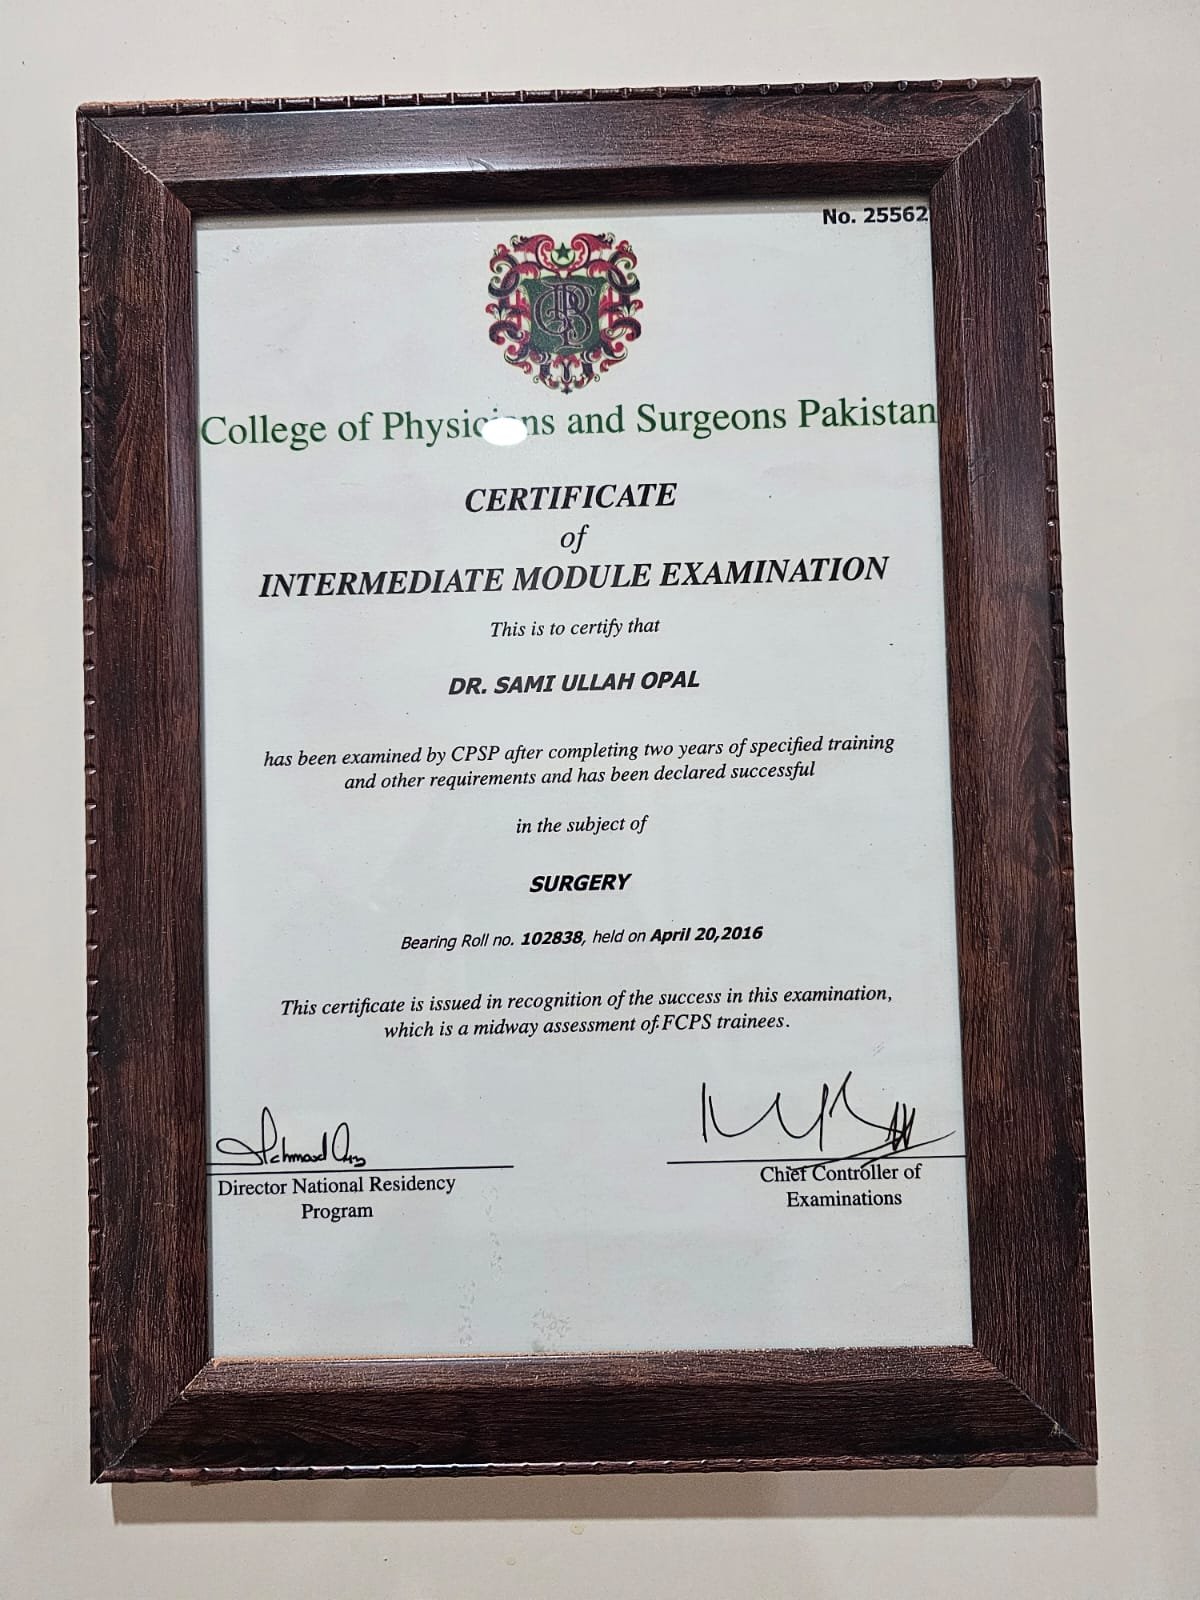 No. 25562
College of Physicians and Surgeons Pakistan
CERTIFICATE
of
INTERMEDIATE MODULE EXAMINATION
This is to certify that
DR. SAMI ULLAH OPAL
has been examined by CPSP after completing two years of specified training
and other requirements and has been declared successful
in the subject of
SURGERY
Bearing Roll no. 102838, held on April 20,2016
This certificate is issued in recognition of the success in this examination,
which is a midway assessment of FCPS trainees.
Director National Residency
Program
Chief Controller of
Examinations